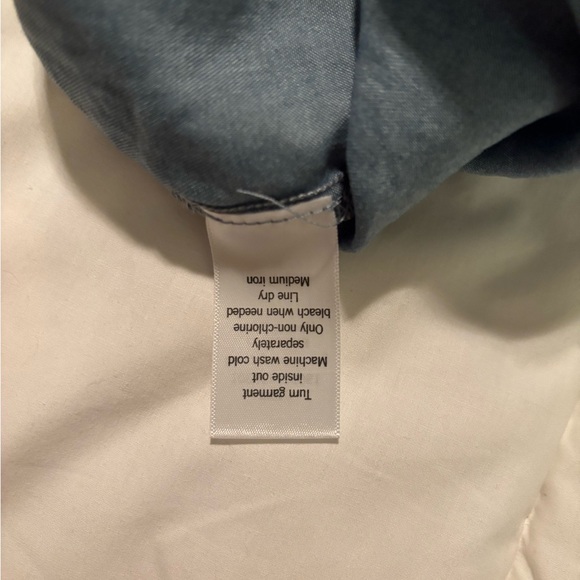 Turn garment
inside out
Machine wash cold
separately
Only non-chlorine
bleach when needed
Line dry
Medium iron